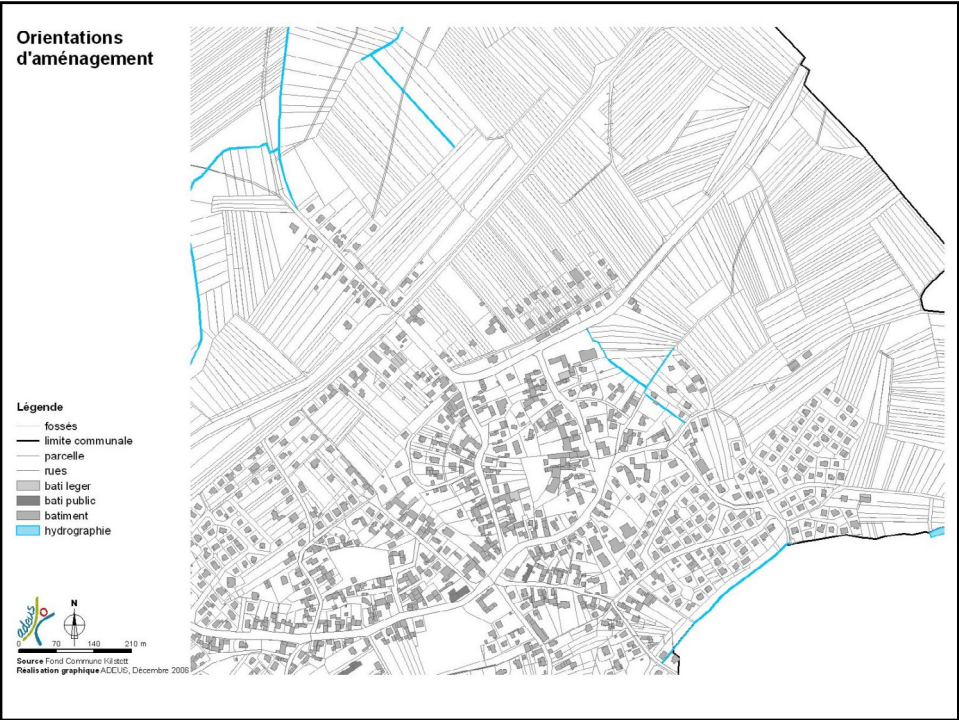 Orientations
d'aménagement
Légende
fossés
limite communale
parcelle
rues
bati leger
bati public
batiment
hydrographie
adeus
N
0 70 140 210 m
Source Fond Commune Kilstett
Réalisation graphique ADEUS, Décembre 2006